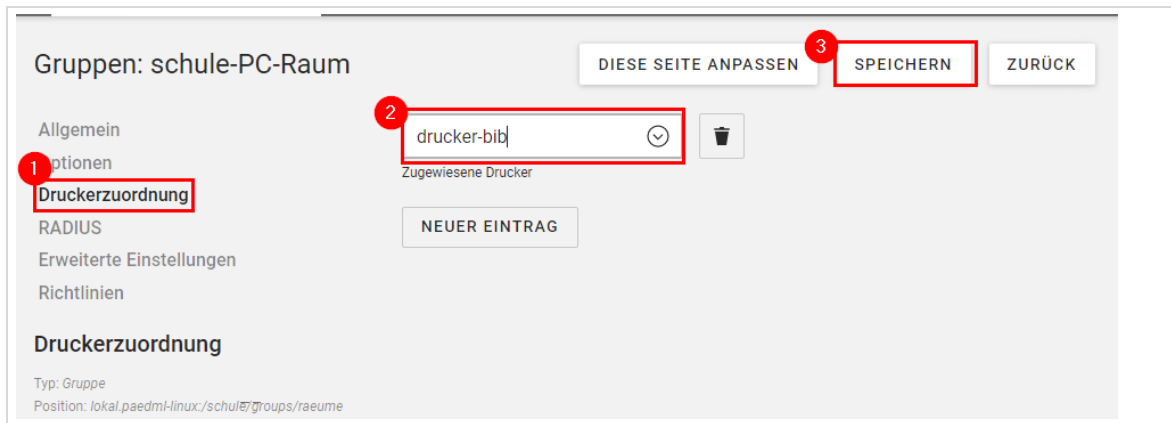 Gruppen: schule-PC-Raum
DIESE SEITE ANPASSEN
3
SPEICHERN
ZURÜCK
Allgemein
Optionen
1
Druckerzuordnung
RADIUS
Erweiterte Einstellungen
Richtlinien
2
drucker-bib
Zugewiesene Drucker
NEUER EINTRAG
Druckerzuordnung
Typ: Gruppe
Position: lokal.paedml-linux:/schule/groups/raeume